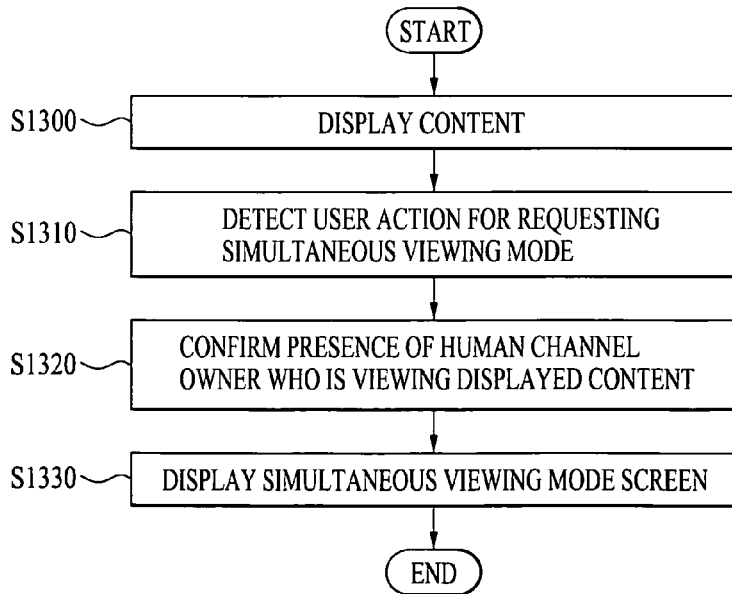 START
S1300
DISPLAY CONTENT
S1310
DETECT USER ACTION FOR REQUESTING
SIMULTANEOUS VIEWING MODE
S1320
CONFIRM PRESENCE OF HUMAN CHANNEL
OWNER WHO IS VIEWING DISPLAYED CONTENT
S1330
DISPLAY SIMULTANEOUS VIEWING MODE SCREEN
END